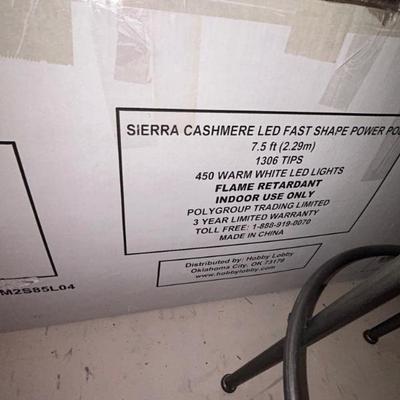 SIERRA CASHMERE LED FAST SHAPE POWER PO
7.5 ft (2.29m)
1306 TIPS
450 WARM WHITE LED LIGHTS
FLAME RETARDANT
INDOOR USE ONLY
POLYGROUP TRADING LIMITED
3 YEAR LIMITED WARRANTY
TOLL FREE: 1-888-919-0070
MADE IN CHINA
Distributed by: Hobby Lobby
Oklahoma City, OK 73179
www.hobbylobby.com
M2S85L04